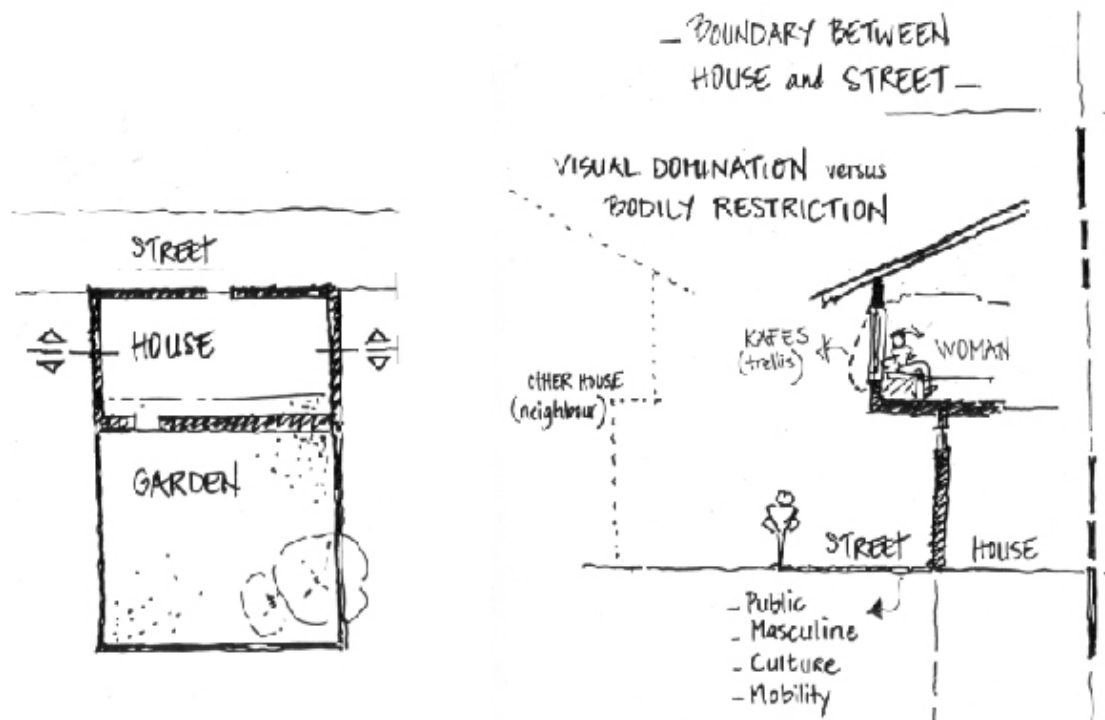 STREET
HOUSE
GARDEN
_ BOUNDARY BETWEEN
HOUSE and STREET _
VISUAL DOMINATION versus
BODILY RESTRICTION
KAFES
(trellis)
WOMAN
OTHER HOUSE
(neighbour)
STREET
HOUSE
- Public
- Masculine
- Culture
- Mobility